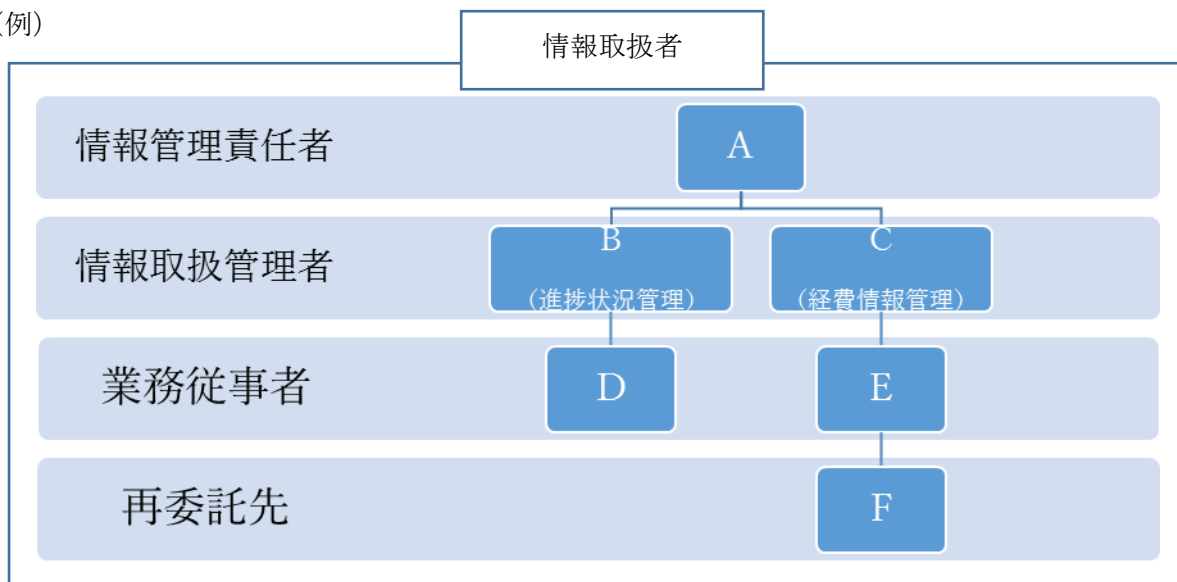 （例）
情報取扱者
情報管理責任者
A
情報取扱管理者
B
（進捗状況管理）
C
（経費情報管理）
業務従事者
D
E
再委託先
F